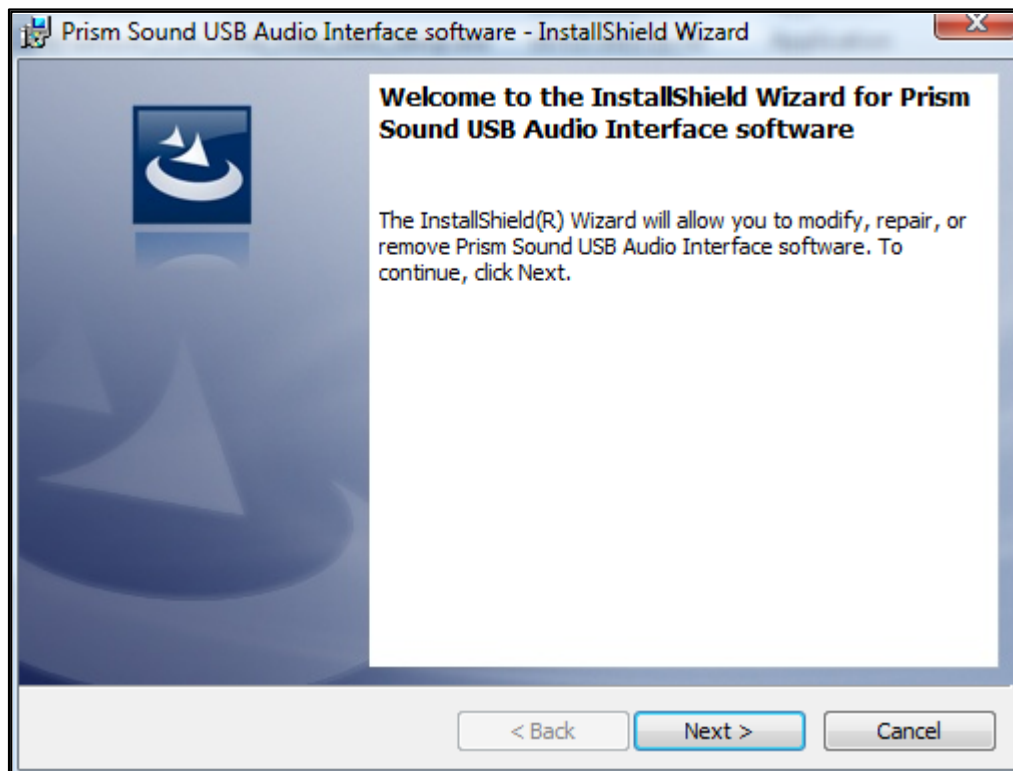 Prism Sound USB Audio Interface software - InstallShield Wizard
Welcome to the InstallShield Wizard for Prism
Sound USB Audio Interface software
The InstallShield(R) Wizard will allow you to modify, repair, or
remove Prism Sound USB Audio Interface software. To
continue, click Next.
< Back Next > Cancel